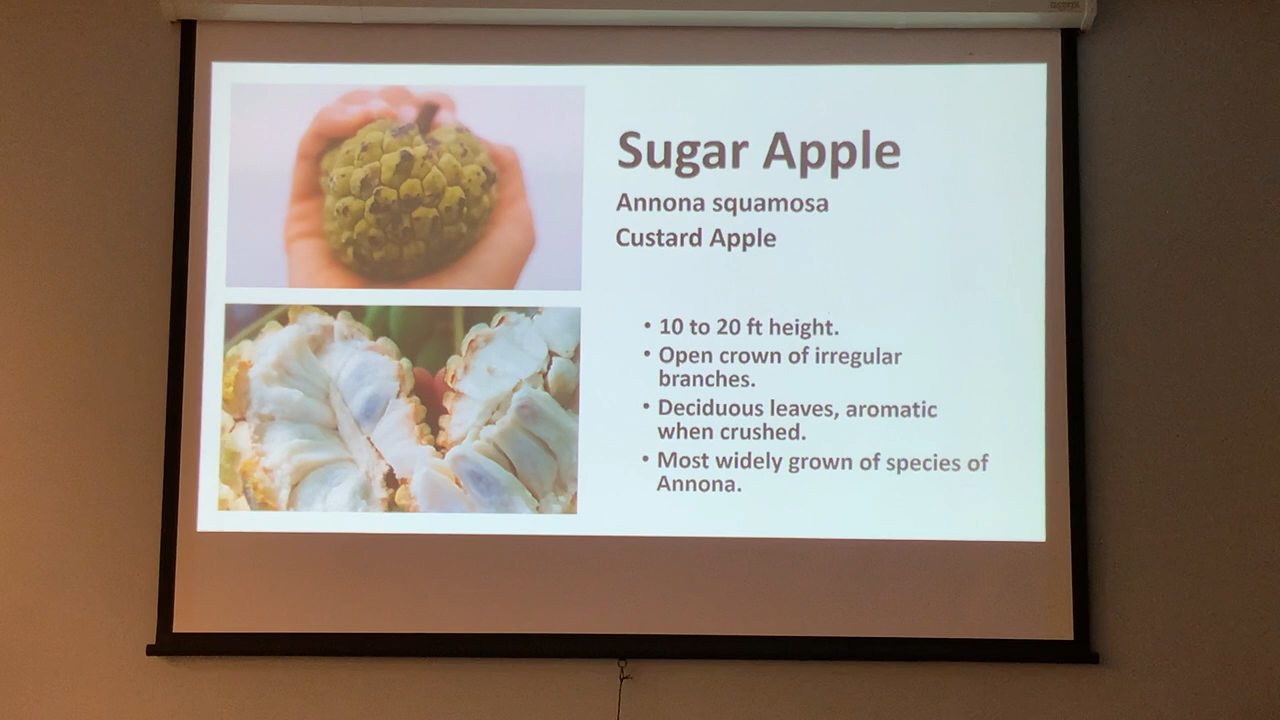 Sugar Apple
Annona squamosa
Custard Apple
• 10 to 20 ft height.
• Open crown of irregular
branches.
• Deciduous leaves, aromatic
when crushed.
• Most widely grown of species of
Annona.